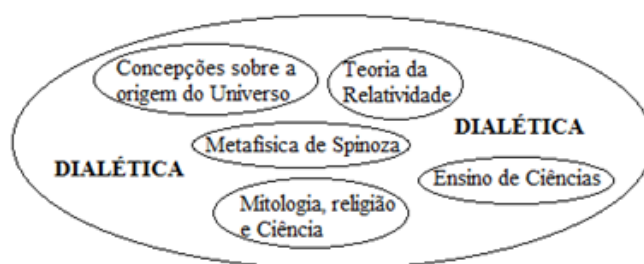 Concepções sobre a
origem do Universo
Teoria da
Relatividade
Metafísica de Spinoza
DIALÉTICA
DIALÉTICA
Ensino de Ciências
Mitologia, religião
e Ciência